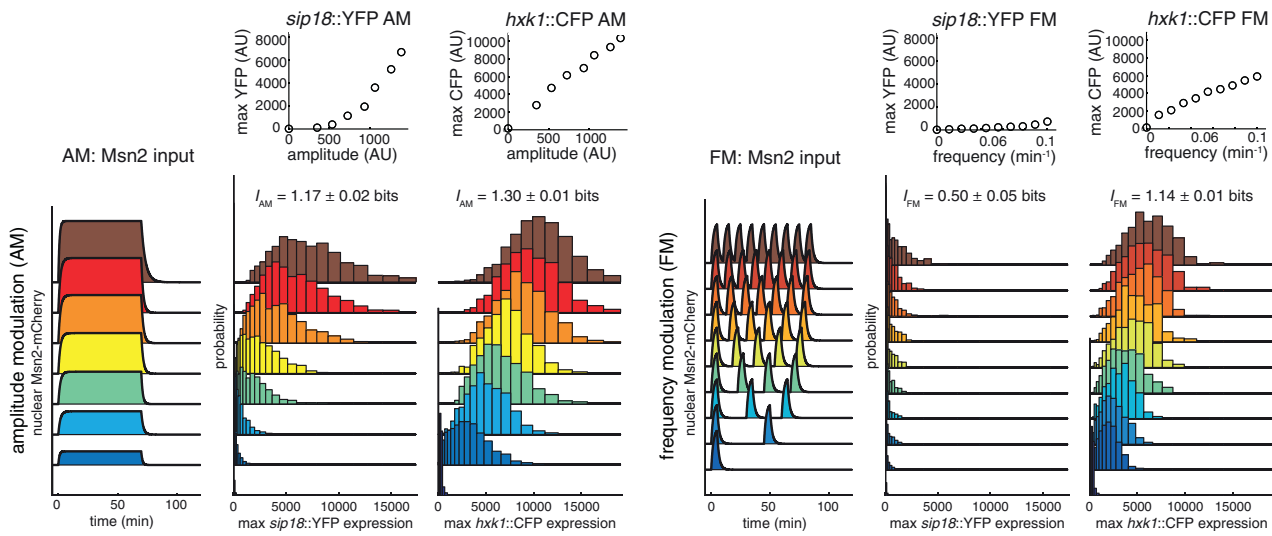 sip18::YFP AM
max YFP (AU)
8000
6000
4000
2000
0
0
500
1000
amplitude (AU)
hxk1::CFP AM
max CFP (AU)
10000
8000
6000
4000
2000
0
0
500
1000
amplitude (AU)
sip18::YFP FM
max YFP (AU)
8000
6000
4000
2000
0
0
0.06
0.1
frequency (min⁻¹)
hxk1::CFP FM
max CFP (AU)
10000
8000
6000
4000
2000
0
0
0.06
0.1
frequency (min⁻¹)
AM: Msn2 input
amplitude modulation (AM)
nuclear Msn2-mCherry
0
50
100
time (min)
I_AM = 1.17 ± 0.02 bits
probability
0
5000
10000
15000
max sip18::YFP expression
I_AM = 1.30 ± 0.01 bits
0
5000
10000
15000
max hxk1::CFP expression
FM: Msn2 input
frequency modulation (FM)
nuclear Msn2-mCherry
0
50
100
time (min)
I_FM = 0.50 ± 0.05 bits
probability
0
5000
10000
15000
max sip18::YFP expression
I_FM = 1.14 ± 0.01 bits
0
5000
10000
15000
max hxk1::CFP expression